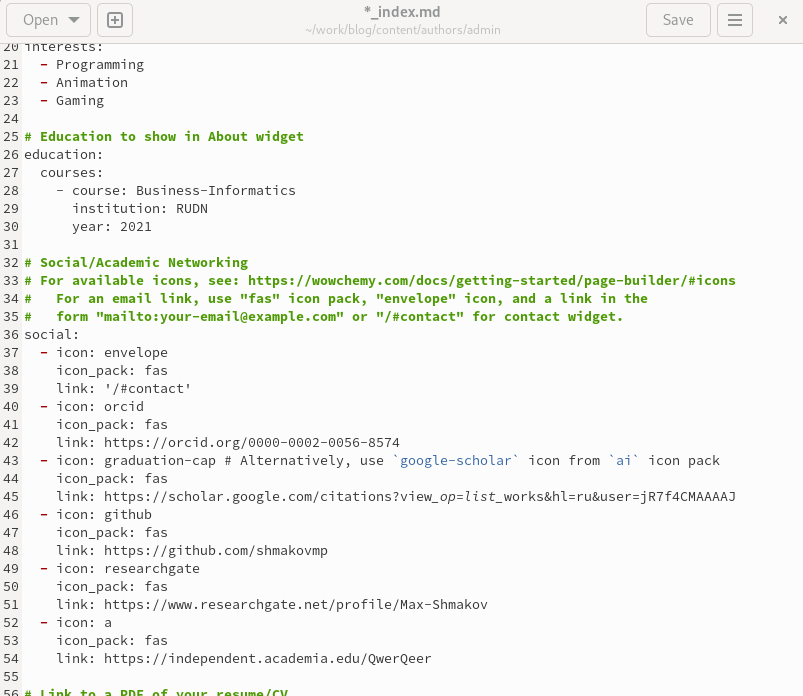 Open
*_index.md
~/work/blog/content/authors/admin
Save
20 interests:
21   - Programming
22   - Animation
23   - Gaming
24
25 # Education to show in About widget
26 education:
27   courses:
28     - course: Business-Informatics
29       institution: RUDN
30       year: 2021
31
32 # Social/Academic Networking
33 # For available icons, see: https://wowchemy.com/docs/getting-started/page-builder/#icons
34 #   For an email link, use "fas" icon pack, "envelope" icon, and a link in the
35 #   form "mailto:your-email@example.com" or "/#contact" for contact widget.
36 social:
37   - icon: envelope
38     icon_pack: fas
39     link: '/#contact'
40   - icon: orcid
41     icon_pack: fas
42     link: https://orcid.org/0000-0002-0056-8574
43   - icon: graduation-cap # Alternatively, use `google-scholar` icon from `ai` icon pack
44     icon_pack: fas
45     link: https://scholar.google.com/citations?view_op=list_works&hl=ru&user=jR7f4CMAAAAJ
46   - icon: github
47     icon_pack: fas
48     link: https://github.com/shmakovmp
49   - icon: researchgate
50     icon_pack: fas
51     link: https://www.researchgate.net/profile/Max-Shmakov
52   - icon: a
53     icon_pack: fas
54     link: https://independent.academia.edu/QwerQeer
55
56 # Link to a PDF of your resume/CV